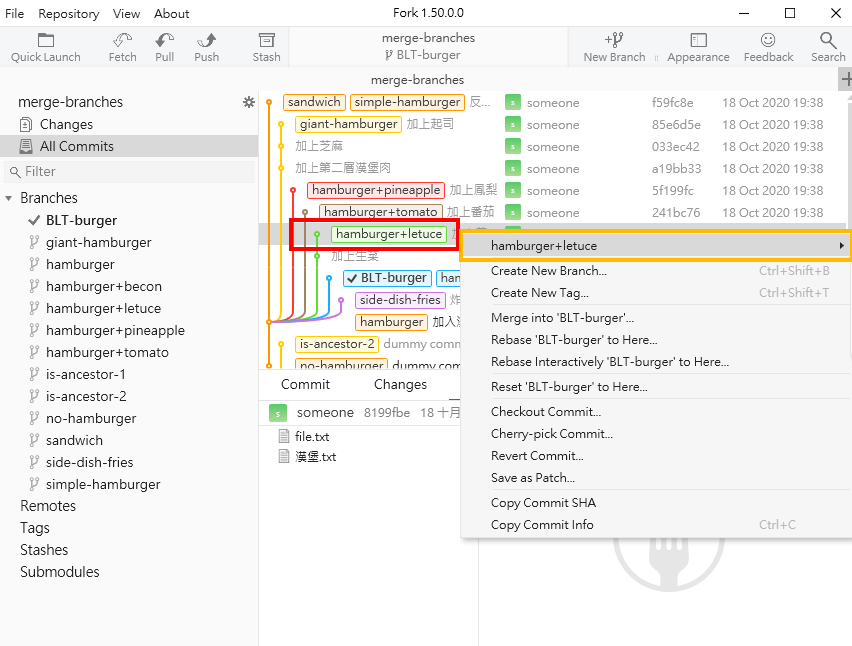 File Repository View About Fork 1.50.0.0
Quick Launch Fetch Pull Push Stash merge-branches BLT-burger New Branch Appearance Feedback Search
merge-branches
merge-branches
Changes
All Commits
Filter
Branches
BLT-burger
giant-hamburger
hamburger
hamburger+becon
hamburger+letuce
hamburger+pineapple
hamburger+tomato
is-ancestor-1
is-ancestor-2
no-hamburger
sandwich
side-dish-fries
simple-hamburger
Remotes
Tags
Stashes
Submodules
sandwich simple-hamburger 反... s someone f59fc8e 18 Oct 2020 19:38
giant-hamburger 加上起司 s someone 85e6d5e 18 Oct 2020 19:38
加上芝麻 s someone 033ec42 18 Oct 2020 19:38
加上第二層漢堡肉 s someone a19bb33 18 Oct 2020 19:38
hamburger+pineapple 加上鳳梨 s someone 5f199fc 18 Oct 2020 19:38
hamburger+tomato 加上番茄 s someone 241bc76 18 Oct 2020 19:38
hamburger+letuce
加上生菜
BLT-burger ham
side-dish-fries 炸
hamburger 加入
is-ancestor-2 dummy comm
no-hamburger dummy com
Commit Changes
s someone 8199fbe 18 十月
file.txt
漢堡.txt
hamburger+letuce
Create New Branch... Ctrl+Shift+B
Create New Tag... Ctrl+Shift+T
Merge into 'BLT-burger'...
Rebase 'BLT-burger' to Here...
Rebase Interactively 'BLT-burger' to Here...
Reset 'BLT-burger' to Here...
Checkout Commit...
Cherry-pick Commit...
Revert Commit...
Save as Patch...
Copy Commit SHA
Copy Commit Info Ctrl+C